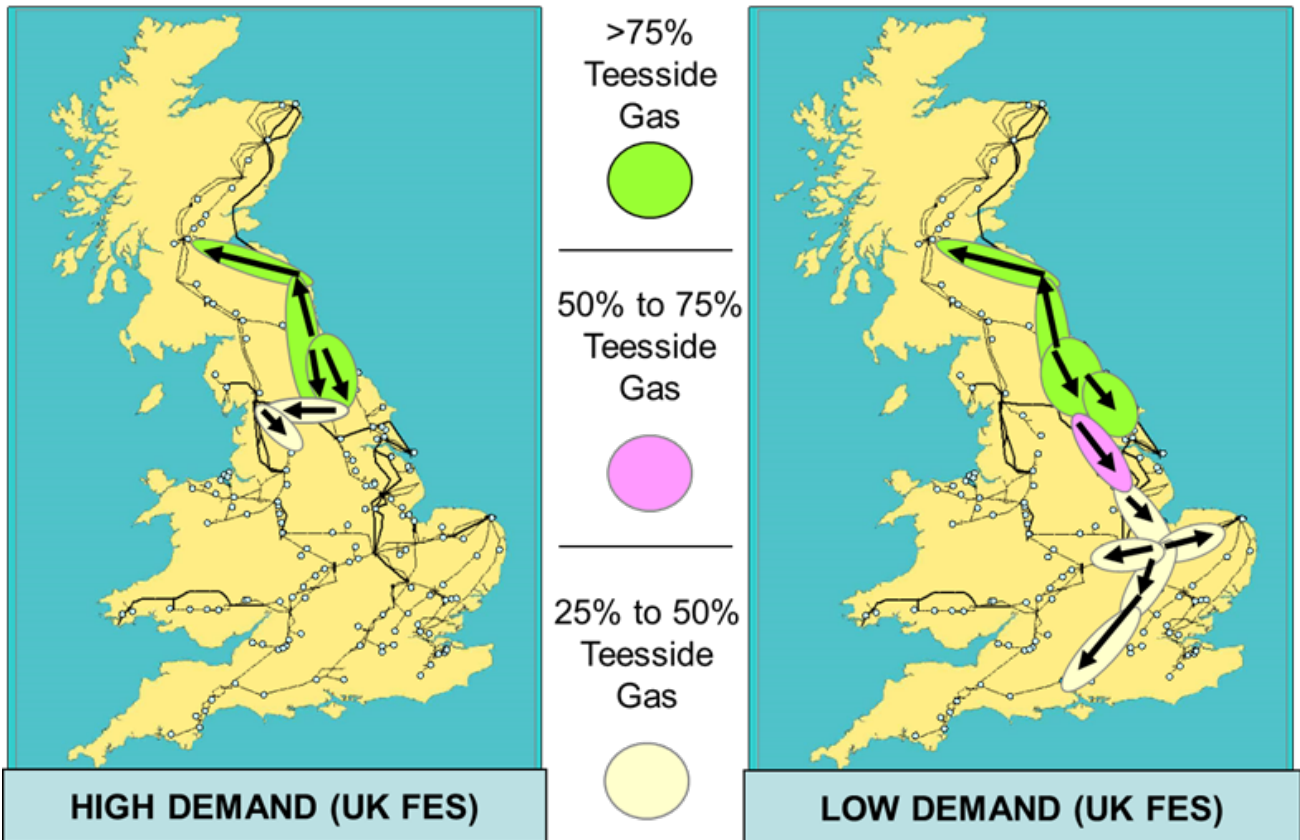 >75%
Teesside
Gas
50% to 75%
Teesside
Gas
25% to 50%
Teesside
Gas
HIGH DEMAND (UK FES)
LOW DEMAND (UK FES)